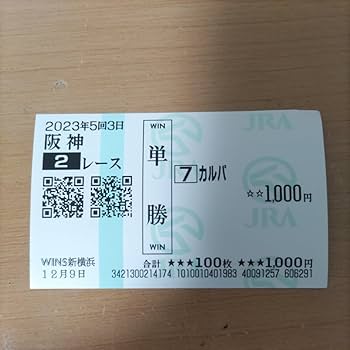 2023年5回3日
阪神
2レース
WIN
単勝
WIN
7 カルパ
☆☆1,000円
JRA
JRA
WINS新横浜
12月9日
合計 ★★★100枚 ★★★1,000円
3421300214174 1010010401983 40091257 606291